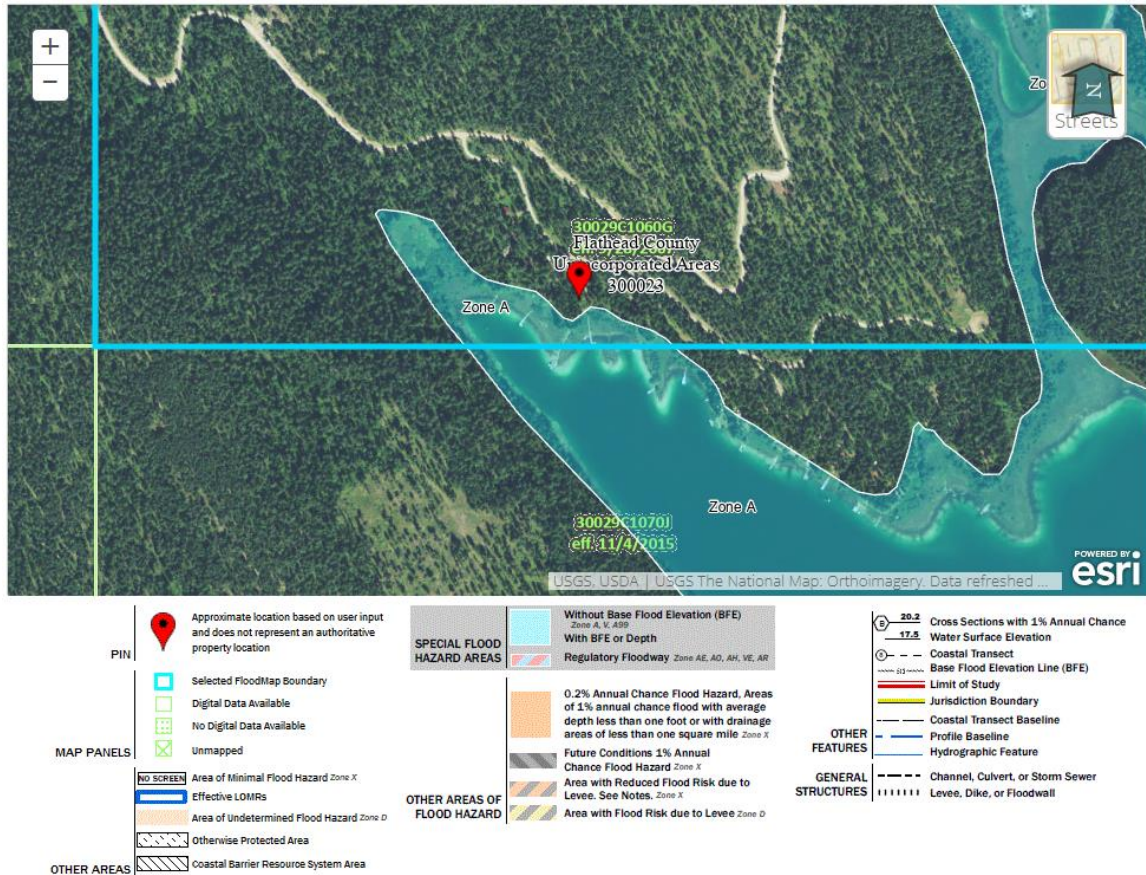 +
−
Zo
N
Streets
30029C1060G
Flathead County
Unincorporated Areas
300023
Zone A
Zone A
30029C1070J
eff. 11/4/2015
USGS, USDA | USGS The National Map: Orthoimagery. Data refreshed ...
POWERED BY
esri
PIN
Approximate location based on user input
and does not represent an authoritative
property location
MAP PANELS
Selected FloodMap Boundary
Digital Data Available
No Digital Data Available
Unmapped
OTHER AREAS
NO SCREEN Area of Minimal Flood Hazard Zone X
Effective LOMRs
Area of Undetermined Flood Hazard Zone D
Otherwise Protected Area
Coastal Barrier Resource System Area
SPECIAL FLOOD
HAZARD AREAS
Without Base Flood Elevation (BFE)
Zone A, V, A99
With BFE or Depth
Regulatory Floodway Zone AE, AO, AH, VE, AR
OTHER AREAS OF
FLOOD HAZARD
0.2% Annual Chance Flood Hazard, Areas
of 1% annual chance flood with average
depth less than one foot or with drainage
areas of less than one square mile Zone X
Future Conditions 1% Annual
Chance Flood Hazard Zone X
Area with Reduced Flood Risk due to
Levee. See Notes. Zone X
Area with Flood Risk due to Levee Zone D
OTHER
FEATURES
B 20.2 Cross Sections with 1% Annual Chance
17.5 Water Surface Elevation
8 Coastal Transect
513 Base Flood Elevation Line (BFE)
Limit of Study
Jurisdiction Boundary
Coastal Transect Baseline
Profile Baseline
Hydrographic Feature
GENERAL
STRUCTURES
Channel, Culvert, or Storm Sewer
Levee, Dike, or Floodwall